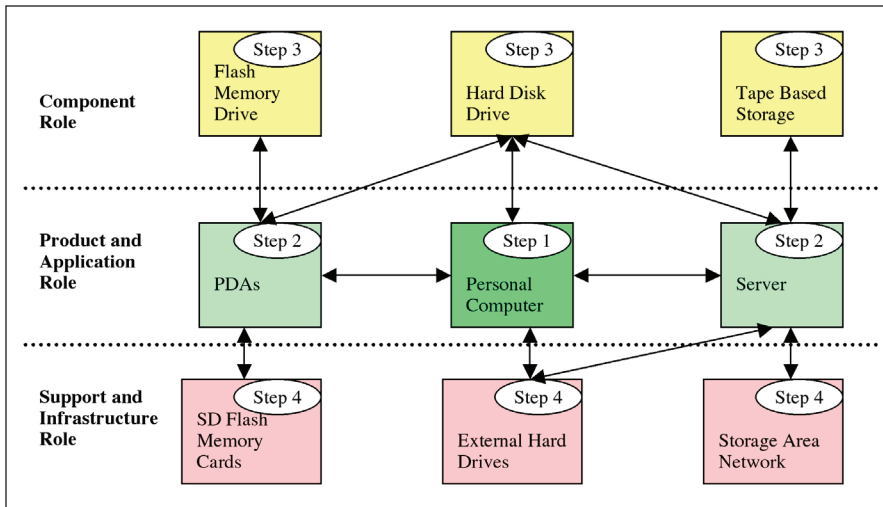 Step 3
Flash
Memory
Drive
Step 3
Hard Disk
Drive
Step 3
Tape Based
Storage
Component
Role
Product and
Application
Role
Step 2
PDAs
Step 1
Personal
Computer
Step 2
Server
Support and
Infrastructure
Role
Step 4
SD Flash
Memory
Cards
Step 4
External Hard
Drives
Step 4
Storage Area
Network